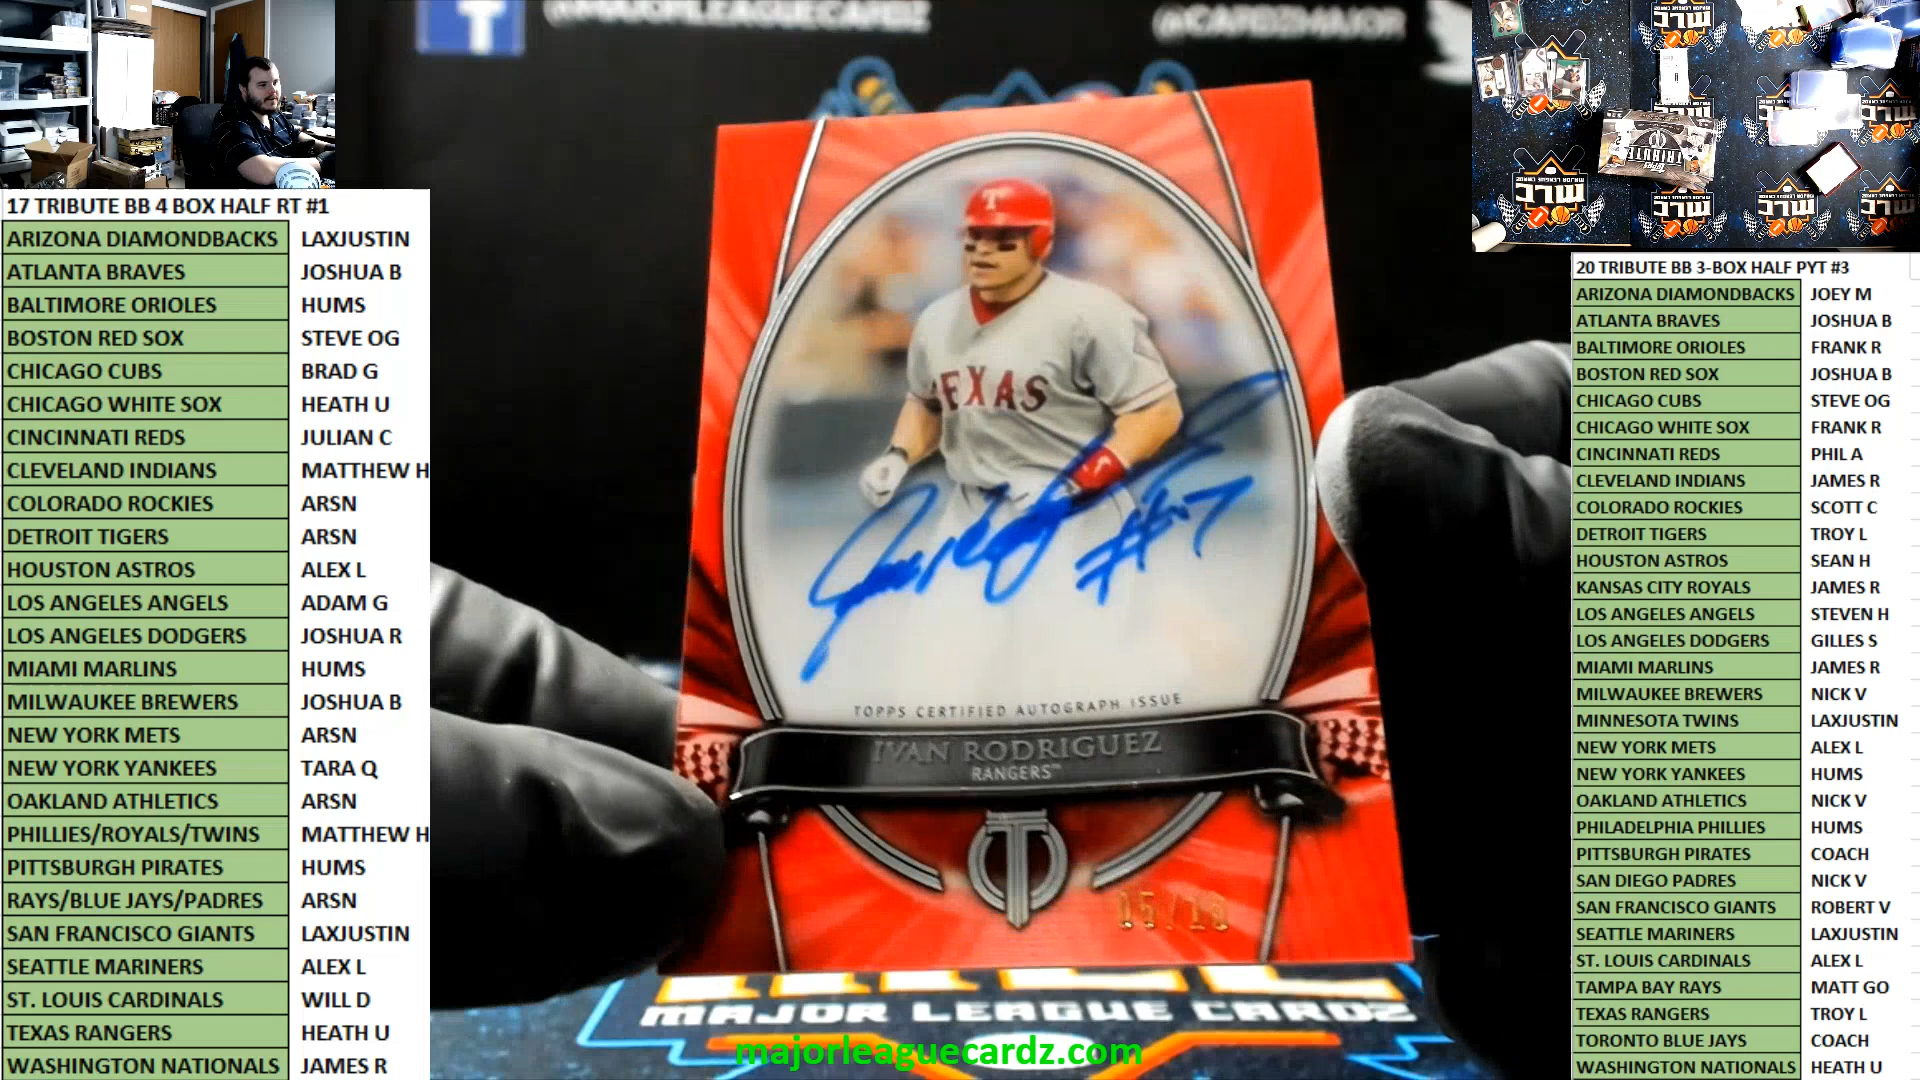 @MAJORLEAGUECARDZ
@CARDZMAJOR
17 TRIBUTE BB 4 BOX HALF RT #1
ARIZONA DIAMONDBACKS LAXJUSTIN
ATLANTA BRAVES JOSHUA B
BALTIMORE ORIOLES HUMS
BOSTON RED SOX STEVE OG
CHICAGO CUBS BRAD G
CHICAGO WHITE SOX HEATH U
CINCINNATI REDS JULIAN C
CLEVELAND INDIANS MATTHEW H
COLORADO ROCKIES ARSN
DETROIT TIGERS ARSN
HOUSTON ASTROS ALEX L
LOS ANGELES ANGELS ADAM G
LOS ANGELES DODGERS JOSHUA R
MIAMI MARLINS HUMS
MILWAUKEE BREWERS JOSHUA B
NEW YORK METS ARSN
NEW YORK YANKEES TARA Q
OAKLAND ATHLETICS ARSN
PHILLIES/ROYALS/TWINS MATTHEW H
PITTSBURGH PIRATES HUMS
RAYS/BLUE JAYS/PADRES ARSN
SAN FRANCISCO GIANTS LAXJUSTIN
SEATTLE MARINERS ALEX L
ST. LOUIS CARDINALS WILL D
TEXAS RANGERS HEATH U
WASHINGTON NATIONALS JAMES R
T
TEXAS
#7
TOPPS CERTIFIED AUTOGRAPH ISSUE
IVAN RODRIGUEZ
RANGERS™
T
05/10
MAJOR LEAGUE CARDZ
majorleaguecardz.com
MLC
TRIBUTE
20 TRIBUTE BB 3-BOX HALF PYT #3
ARIZONA DIAMONDBACKS JOEY M
ATLANTA BRAVES JOSHUA B
BALTIMORE ORIOLES FRANK R
BOSTON RED SOX JOSHUA B
CHICAGO CUBS STEVE OG
CHICAGO WHITE SOX FRANK R
CINCINNATI REDS PHIL A
CLEVELAND INDIANS JAMES R
COLORADO ROCKIES SCOTT C
DETROIT TIGERS TROY L
HOUSTON ASTROS SEAN H
KANSAS CITY ROYALS JAMES R
LOS ANGELES ANGELS STEVEN H
LOS ANGELES DODGERS GILLES S
MIAMI MARLINS JAMES R
MILWAUKEE BREWERS NICK V
MINNESOTA TWINS LAXJUSTIN
NEW YORK METS ALEX L
NEW YORK YANKEES HUMS
OAKLAND ATHLETICS NICK V
PHILADELPHIA PHILLIES HUMS
PITTSBURGH PIRATES COACH
SAN DIEGO PADRES NICK V
SAN FRANCISCO GIANTS ROBERT V
SEATTLE MARINERS LAXJUSTIN
ST. LOUIS CARDINALS ALEX L
TAMPA BAY RAYS MATT GO
TEXAS RANGERS TROY L
TORONTO BLUE JAYS COACH
WASHINGTON NATIONALS HEATH U